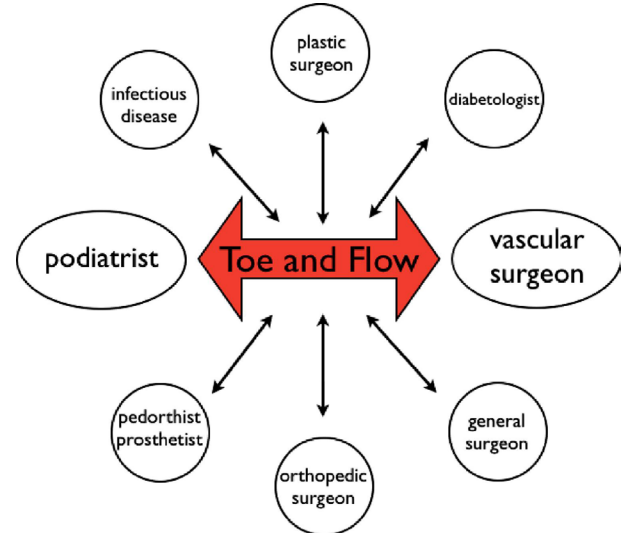 plastic
surgeon
infectious
disease
diabetologist
podiatrist
Toe and Flow
vascular
surgeon
pedorthist
prosthetist
orthopedic
surgeon
general
surgeon